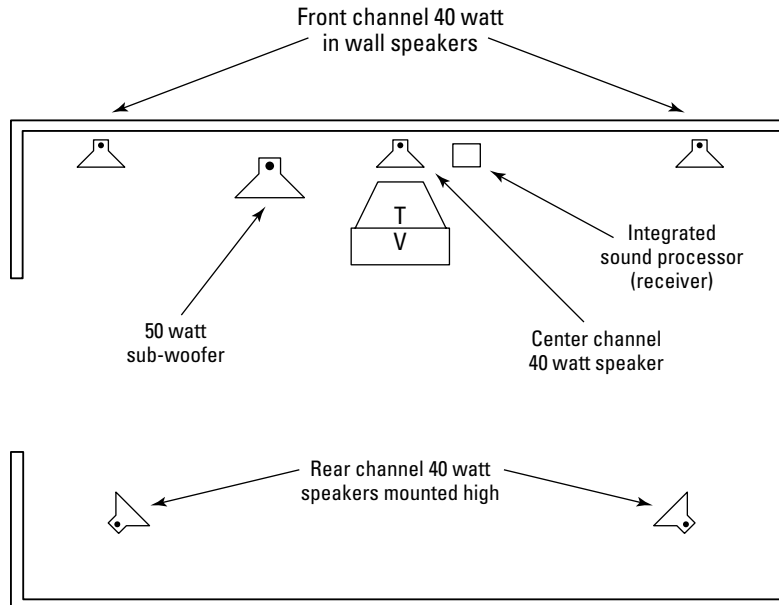 Front channel 40 watt
in wall speakers
T
V
Integrated
sound processor
(receiver)
50 watt
sub-woofer
Center channel
40 watt speaker
Rear channel 40 watt
speakers mounted high